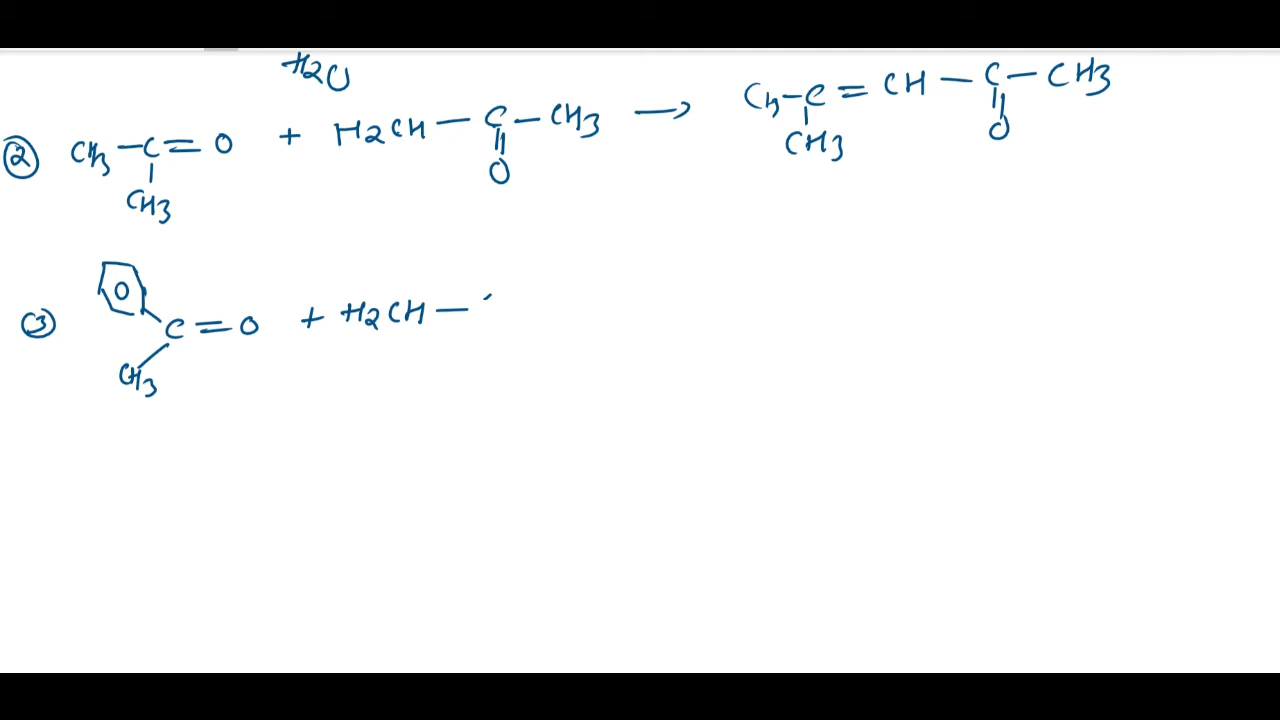 H2O
② CH3 – C = O + H2CH – C – CH3 → CH3 – C = CH – C – CH3
CH3 O CH3 O
③ C = O + H2CH –
CH3